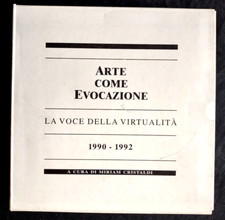 ARTE
COME
EVOCAZIONE
LA VOCE DELLA VIRTUALITÀ
1990 - 1992
A CURA DI MIRIAM CRISTALDI